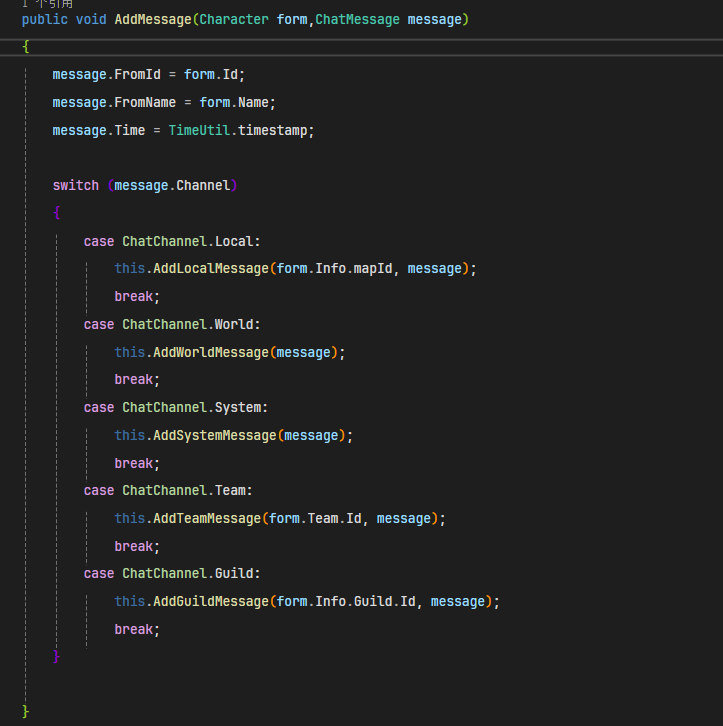 1 个引用
public void AddMessage(Character form,ChatMessage message)
{
message.FromId = form.Id;
message.FromName = form.Name;
message.Time = TimeUtil.timestamp;
switch (message.Channel)
{
case ChatChannel.Local:
this.AddLocalMessage(form.Info.mapId, message);
break;
case ChatChannel.World:
this.AddWorldMessage(message);
break;
case ChatChannel.System:
this.AddSystemMessage(message);
break;
case ChatChannel.Team:
this.AddTeamMessage(form.Team.Id, message);
break;
case ChatChannel.Guild:
this.AddGuildMessage(form.Info.Guild.Id, message);
break;
}
}